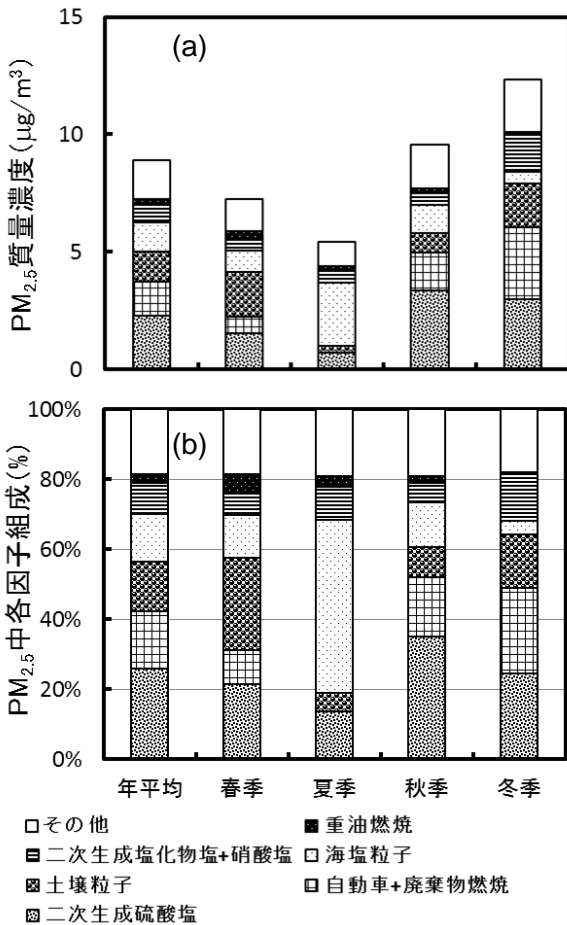 15
(a)
10
PM2.5質量濃度(μg/m³)
5
0
100%
(b)
80%
60%
PM2.5中各因子組成(%)
40%
20%
0%
年平均 春季 夏季 秋季 冬季
その他 重油燃焼
二次生成塩化物塩+硝酸塩 海塩粒子
土壌粒子 自動車+廃棄物燃焼
二次生成硫酸塩